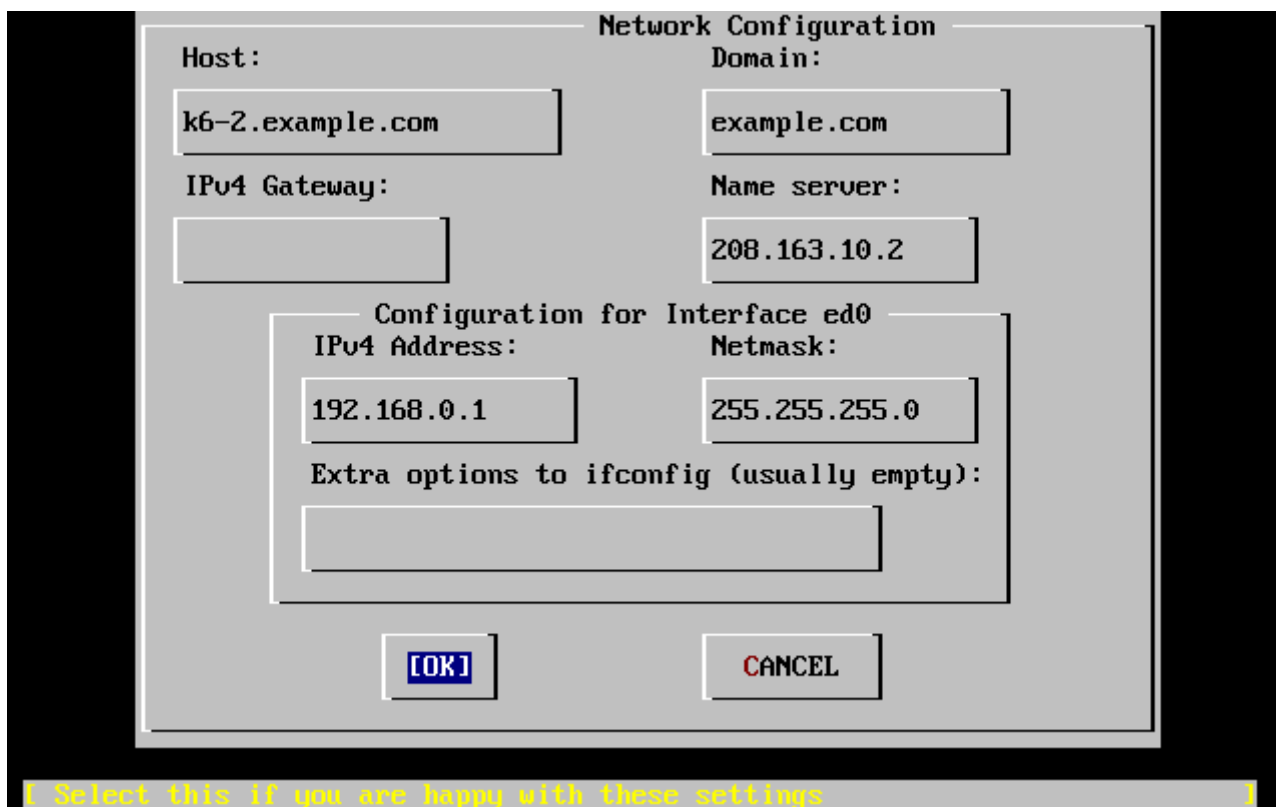 Network Configuration
Host: Domain:
k6-2.example.com example.com
IPv4 Gateway: Name server:
208.163.10.2
Configuration for Interface ed0
IPv4 Address: Netmask:
192.168.0.1 255.255.255.0
Extra options to ifconfig (usually empty):
[OK] CANCEL
[ Select this if you are happy with these settings ]